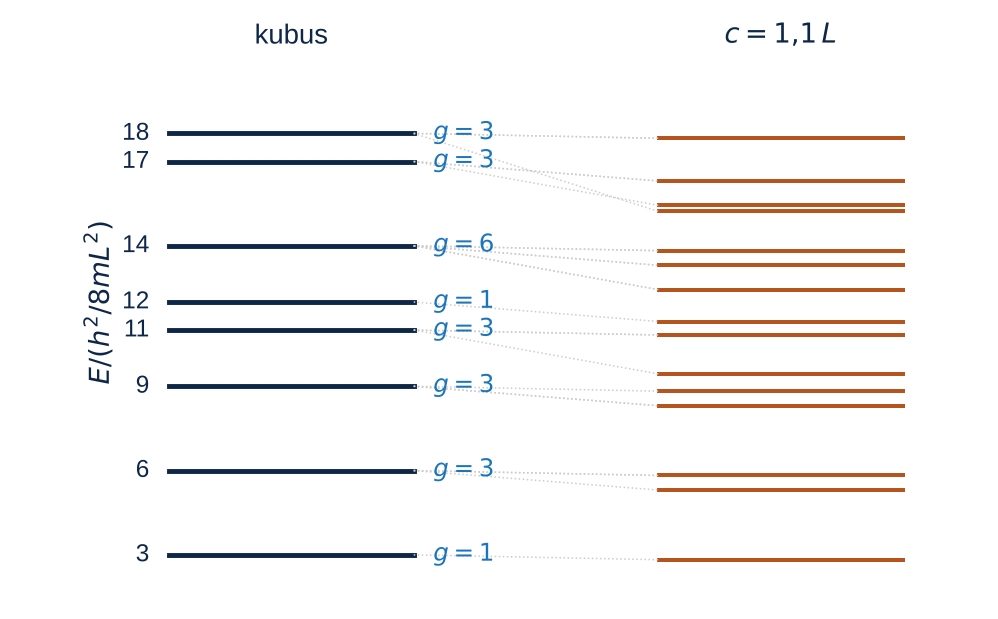 kubus
c = 1,1 L
E/(h²/8mL²)
18
g = 3
17
g = 3
14
g = 6
12
g = 1
11
g = 3
9
g = 3
6
g = 3
3
g = 1